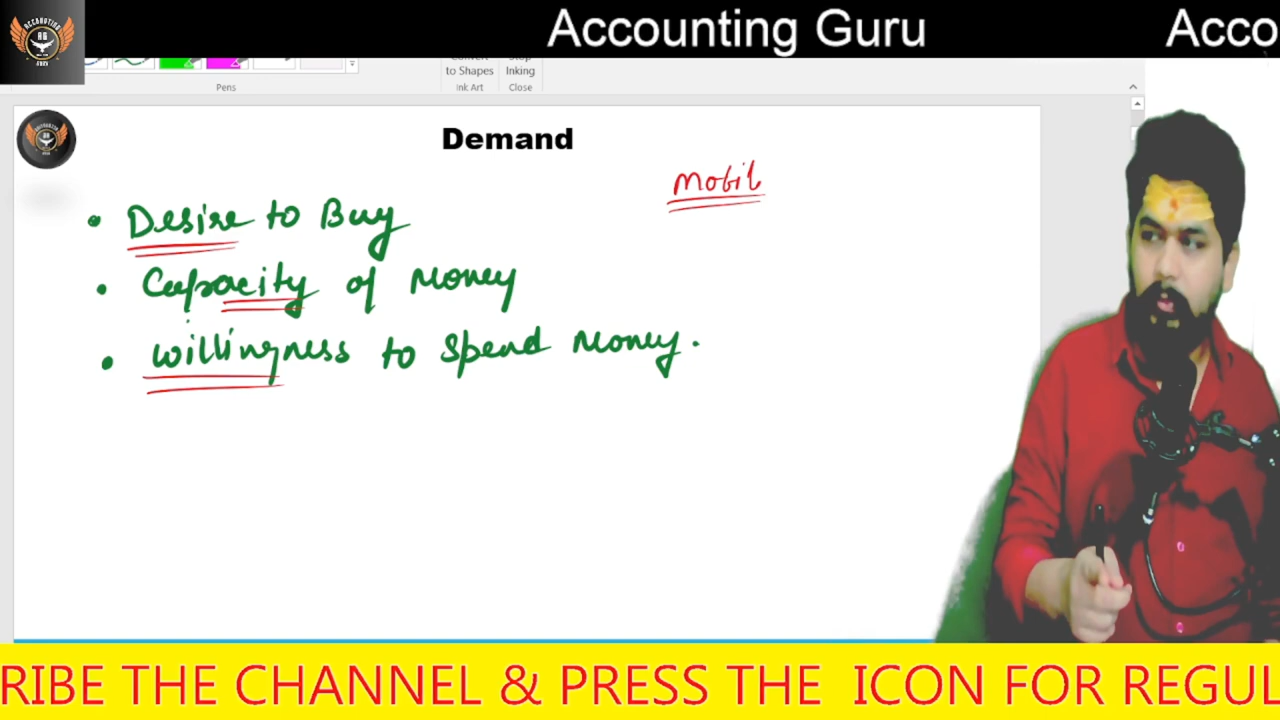 Accounting Guru
Acco
to Shapes
Inking
Pens
Ink Art
Close
Demand
Mobil
• Desire to Buy
• Capacity of Money
• Willingness to Spend Money.
RIBE THE CHANNEL & PRESS THE ICON FOR REGUL